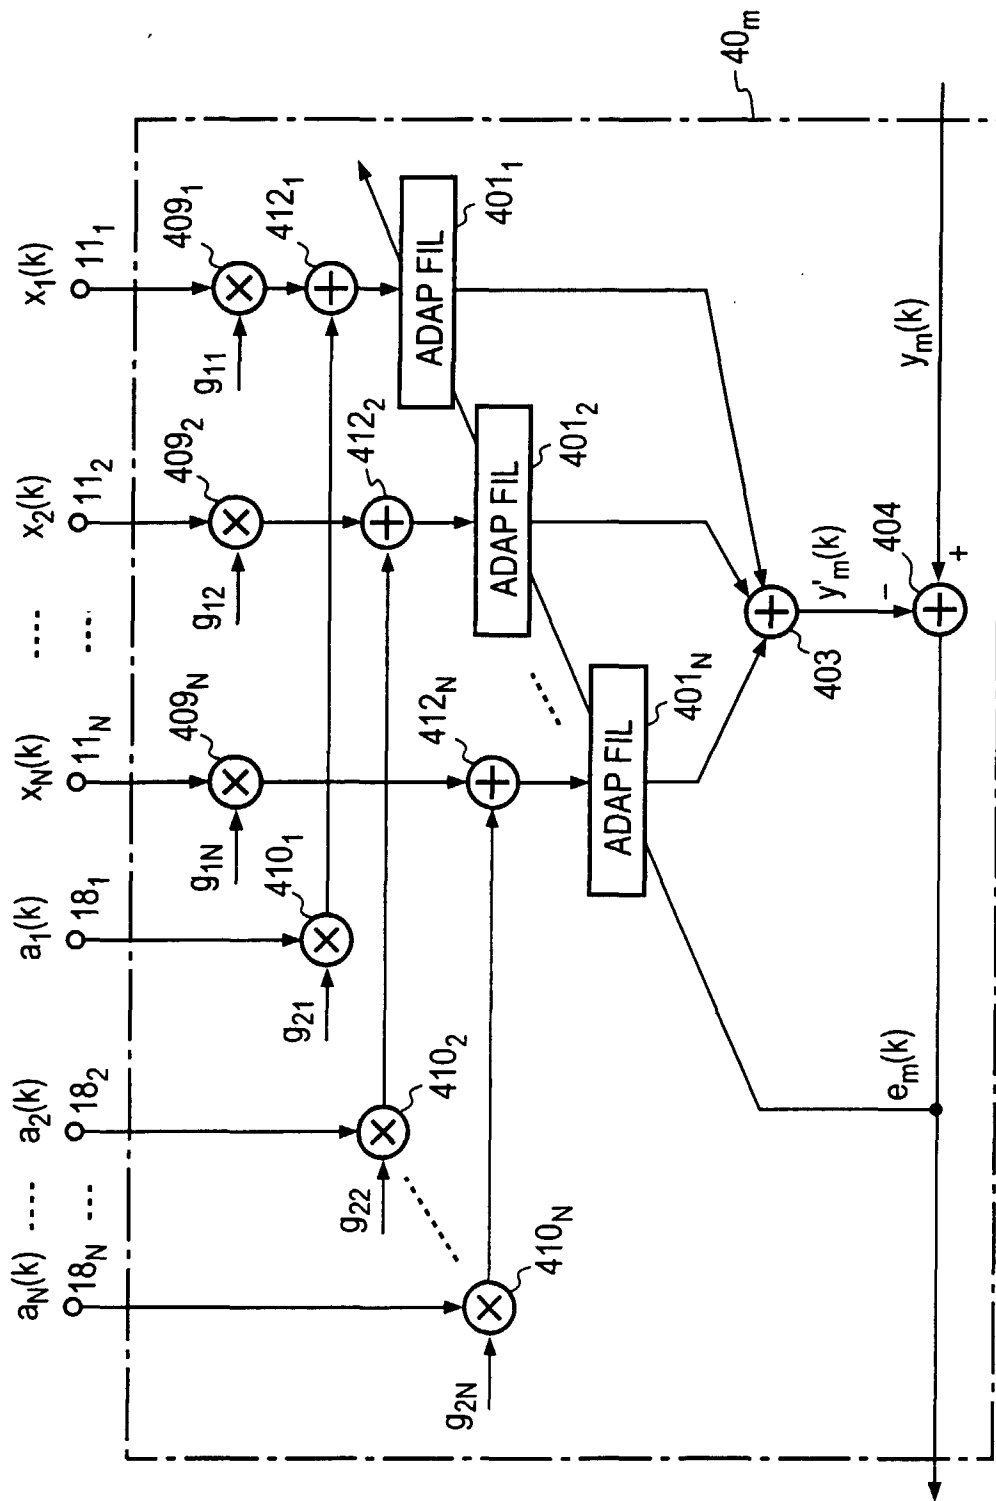 aN(k) ..... a2(k) a1(k) xN(k) ..... x2(k) x1(k)
18N ... 182 181 11N ..... 112 111
g2N g22 g21 g1N g12 g11
410N 4102 4101 409N 4092 4091
412N 4122 4121
ADAP FIL 401N
ADAP FIL 4012
ADAP FIL 4011
40m
403
y'm(k)
−
+
404
em(k)
ym(k)